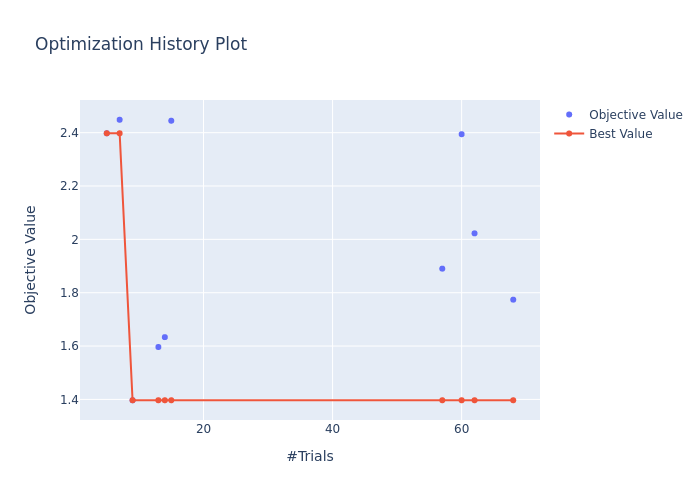 Optimization History Plot
Objective Value
Best Value
2.4
2.2
2
1.8
1.6
1.4
Objective Value
20
40
60
#Trials